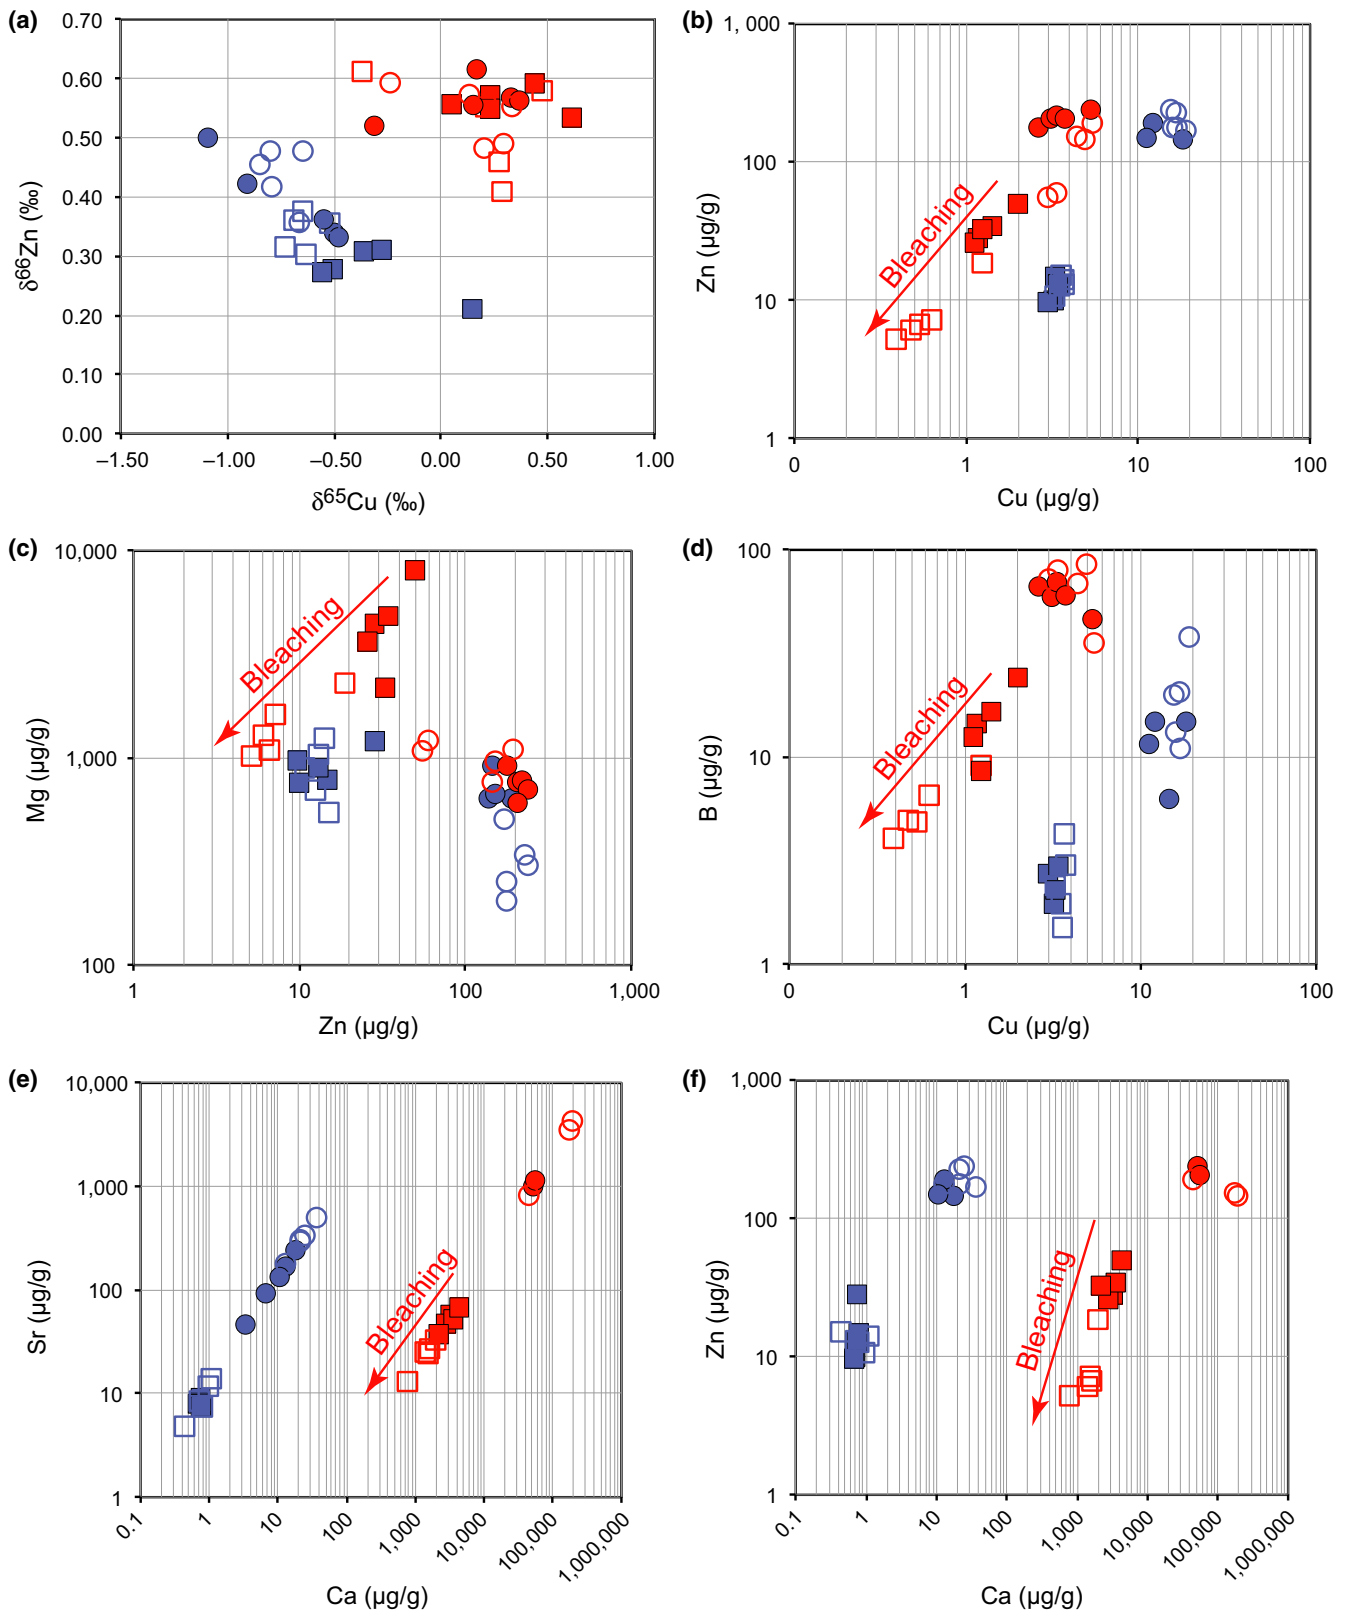 (a)
0.70
0.60
0.50
0.40
0.30
0.20
0.10
0.00
δ66Zn (‰)
–1.50 –1.00 –0.50 0.00 0.50 1.00
δ65Cu (‰)
(b)
1, 000
100
10
1
Zn (µg/g)
Bleaching
0 1 10 100
Cu (µg/g)
(c)
10,000
1,000
100
Mg (µg/g)
Bleaching
1 10 100 1,000
Zn (µg/g)
(d)
100
10
1
B (µg/g)
Bleaching
0 1 10 100
Cu (µg/g)
(e)
10,000
1,000
100
10
1
Sr (µg/g)
Bleaching
0.1 1 10 100 1,000 10,000 100,000 1,000,000
Ca (µg/g)
(f)
1,000
100
10
1
Zn (µg/g)
Bleaching
0.1 1 10 100 1,000 10,000 100,000 1,000,000
Ca (µg/g)